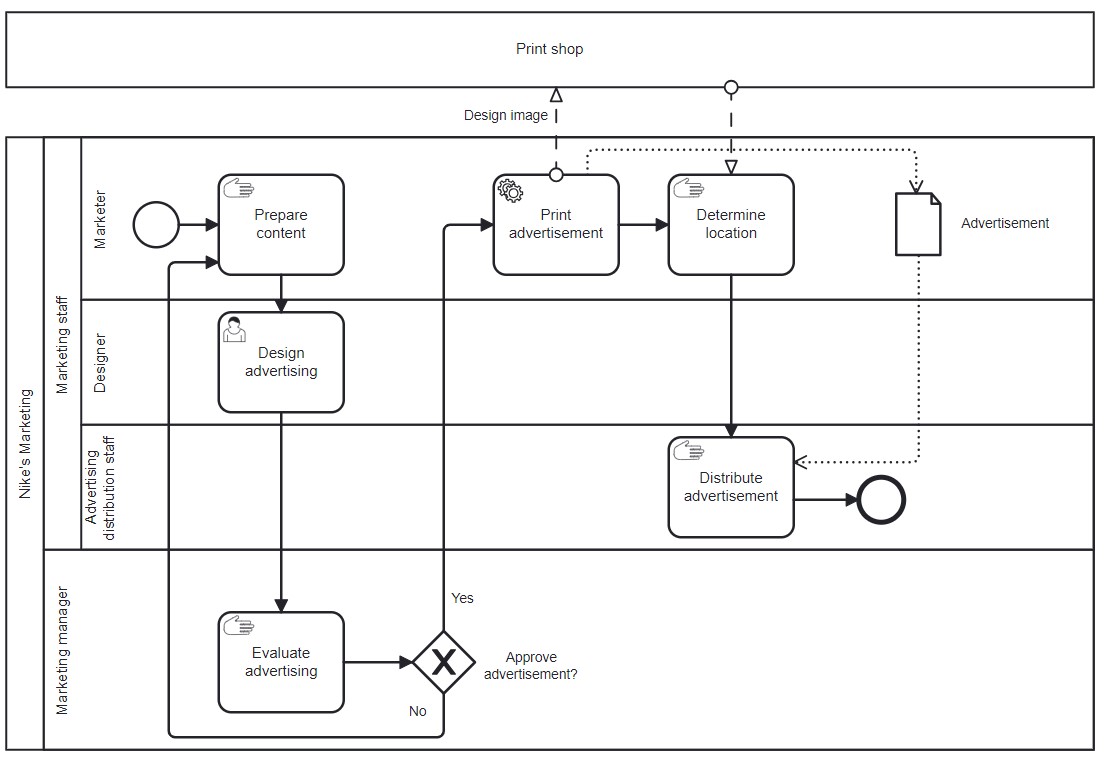 Print shop
Design image
Nike's Marketing
Marketing staff
Marketer
Prepare
content
Print
advertisement
Determine
location
Advertisement
Designer
Design
advertising
Advertising
distribution staff
Distribute
advertisement
Marketing manager
Evaluate
advertising
Yes
Approve
advertisement?
No